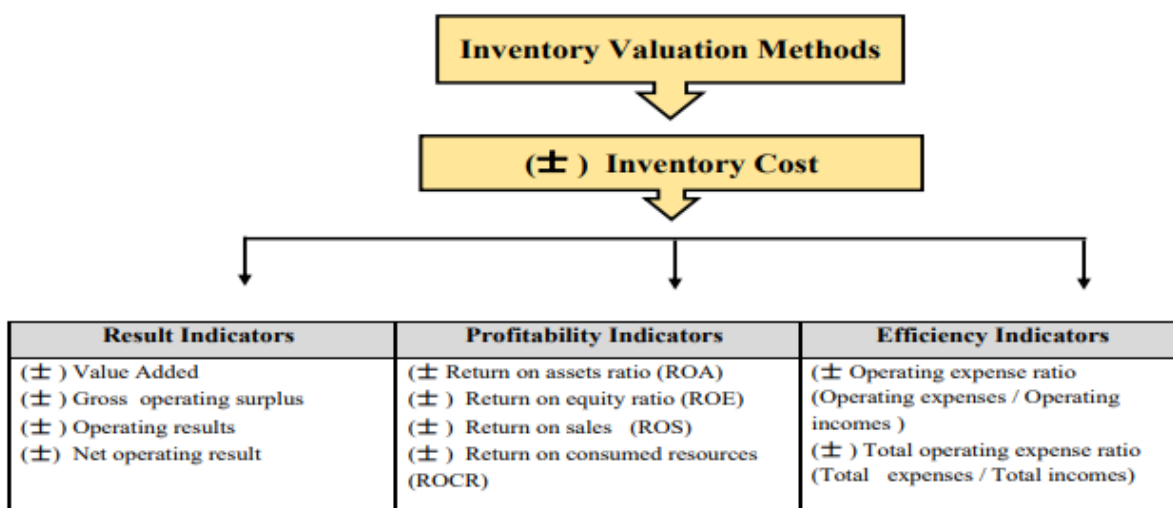 Inventory Valuation Methods
(±) Inventory Cost
Result Indicators
(±) Value Added
(±) Gross operating surplus
(±) Operating results
(±) Net operating result
Profitability Indicators
(± Return on assets ratio (ROA)
(±) Return on equity ratio (ROE)
(±) Return on sales (ROS)
(±) Return on consumed resources
(ROCR)
Efficiency Indicators
(± Operating expense ratio
(Operating expenses / Operating
incomes )
(±) Total operating expense ratio
(Total expenses / Total incomes)